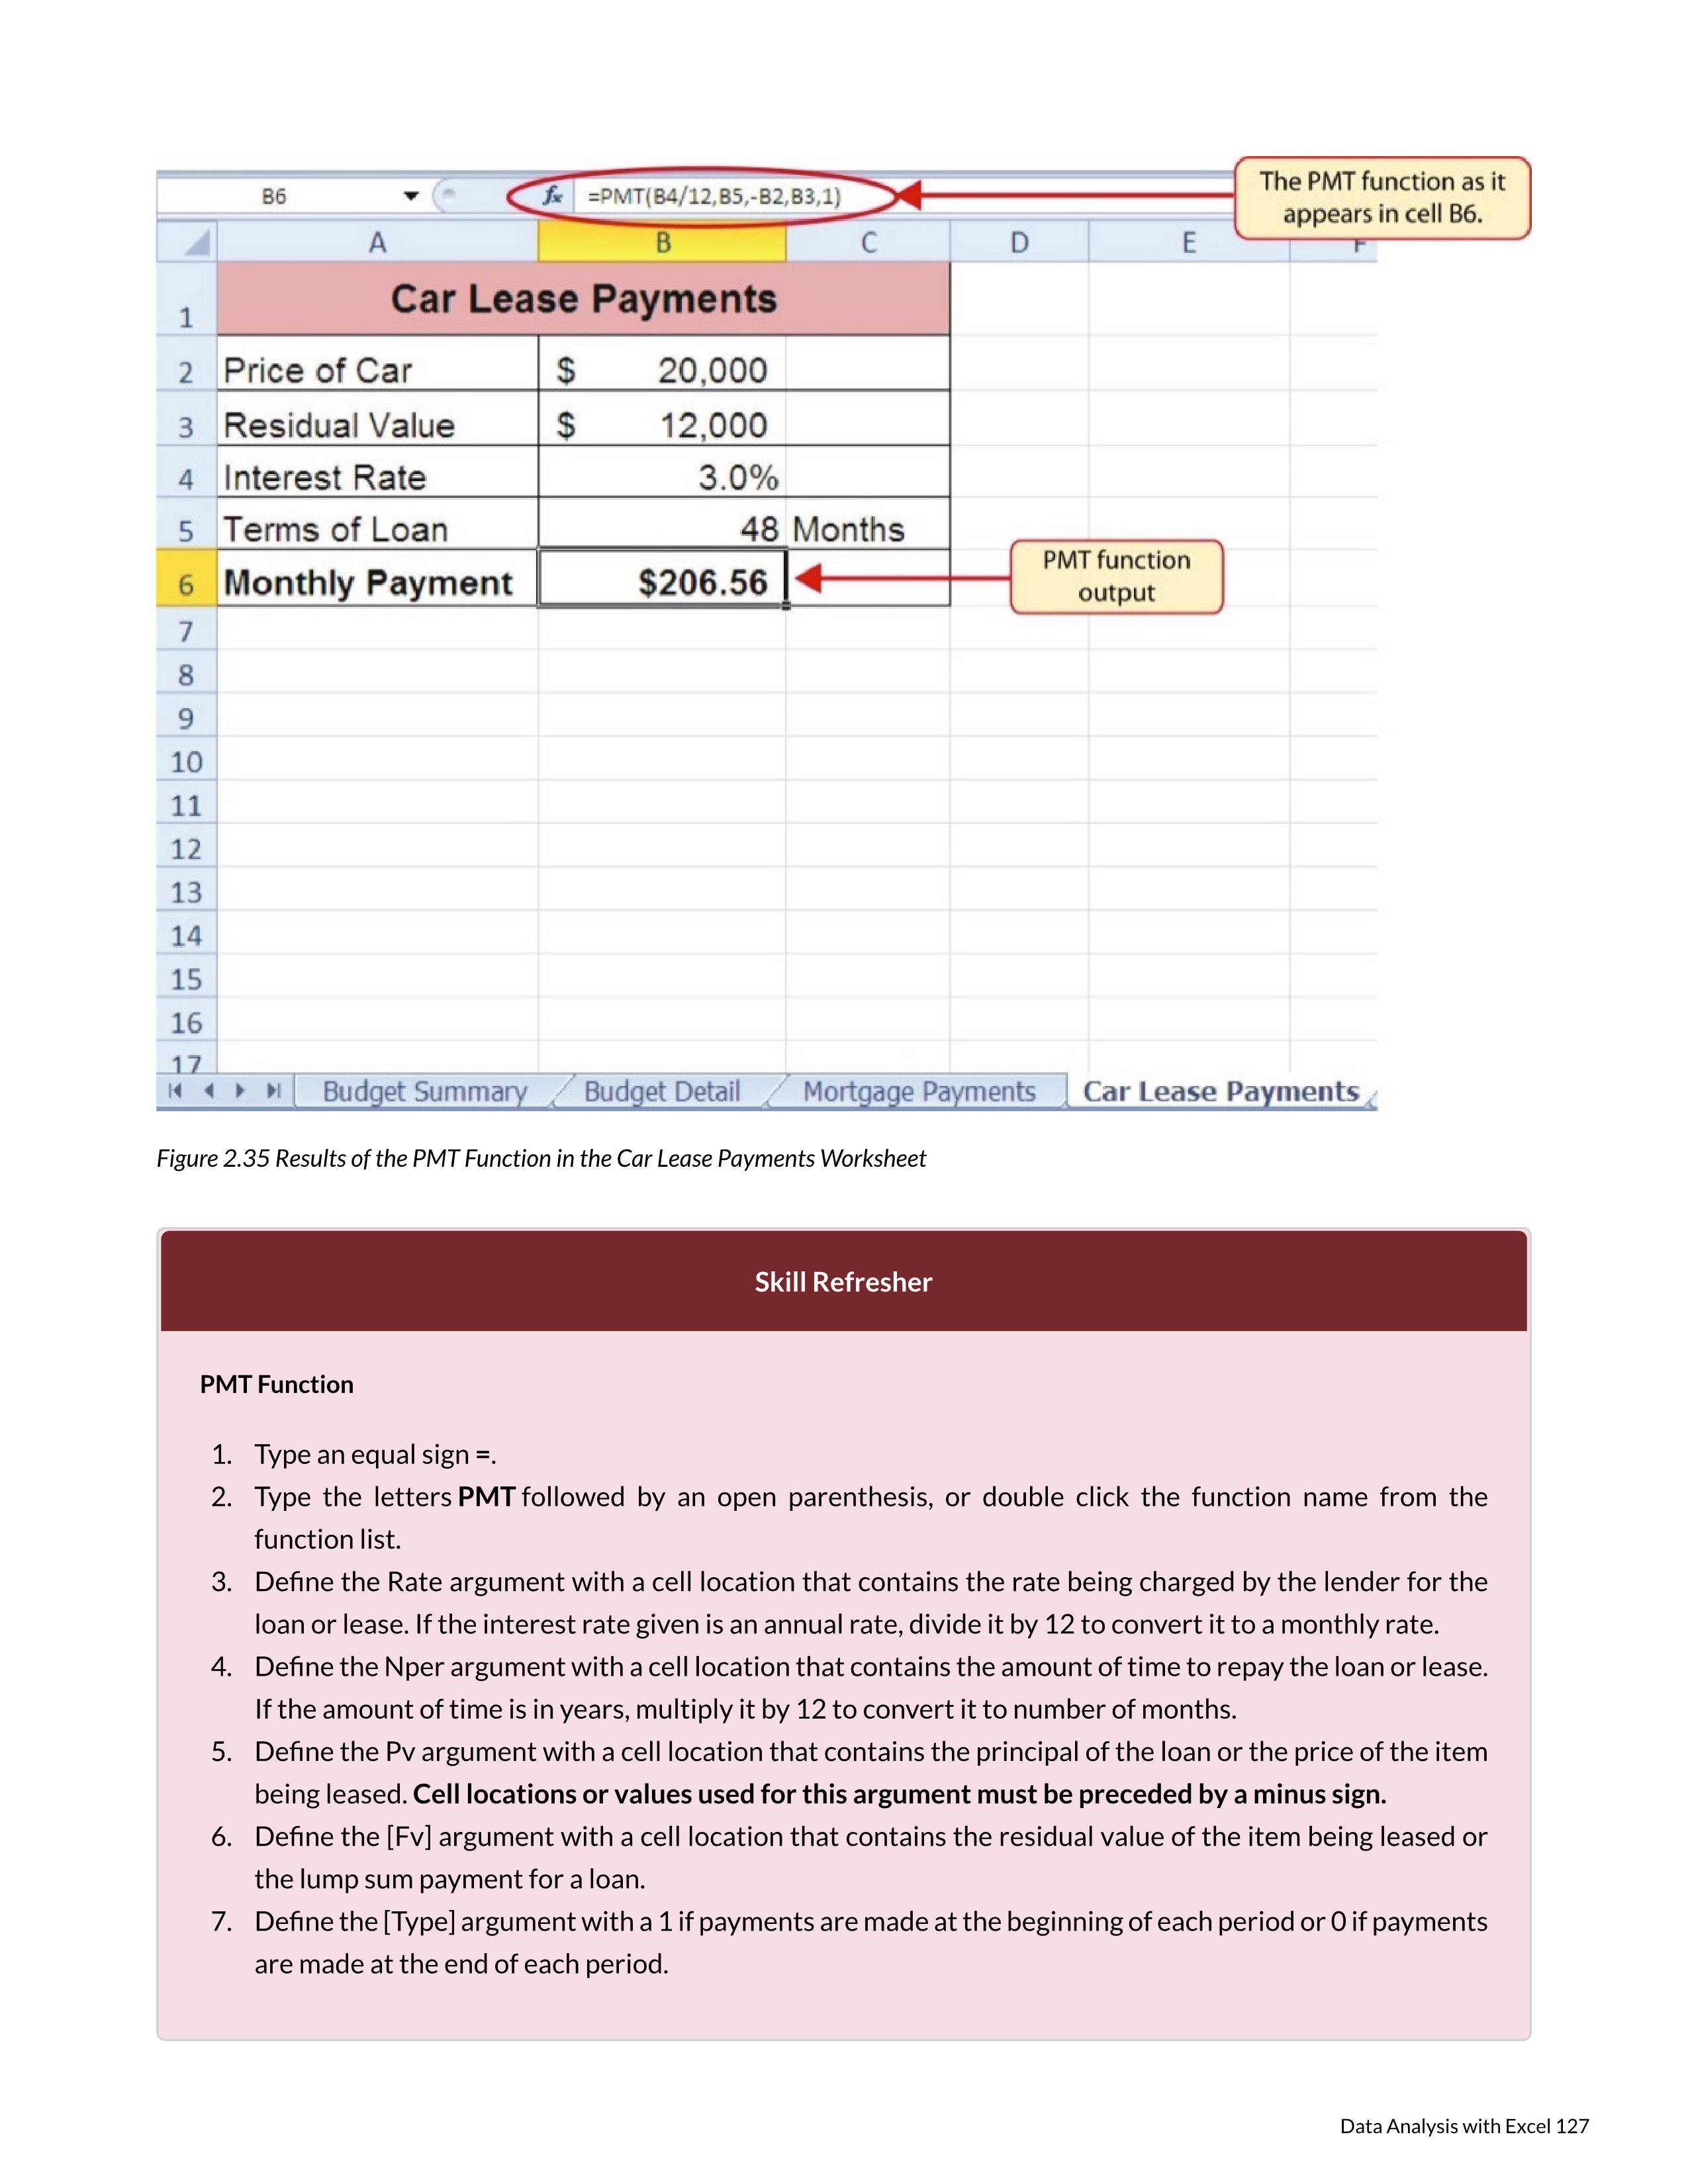 B6 fx =PMT(B4/12,B5,-B2,B3,1)
The PMT function as it
appears in cell B6.
A B C D E F
1 Car Lease Payments
2 Price of Car $ 20,000
3 Residual Value $ 12,000
4 Interest Rate 3.0%
5 Terms of Loan 48 Months
6 Monthly Payment $206.56
PMT function
output
7
8
9
10
11
12
13
14
15
16
17
Budget Summary Budget Detail Mortgage Payments Car Lease Payments
Figure 2.35 Results of the PMT Function in the Car Lease Payments Worksheet
Skill Refresher
PMT Function
1. Type an equal sign =.
2. Type the letters PMT followed by an open parenthesis, or double click the function name from the
function list.
3. Define the Rate argument with a cell location that contains the rate being charged by the lender for the
loan or lease. If the interest rate given is an annual rate, divide it by 12 to convert it to a monthly rate.
4. Define the Nper argument with a cell location that contains the amount of time to repay the loan or lease.
If the amount of time is in years, multiply it by 12 to convert it to number of months.
5. Define the Pv argument with a cell location that contains the principal of the loan or the price of the item
being leased. Cell locations or values used for this argument must be preceded by a minus sign.
6. Define the [Fv] argument with a cell location that contains the residual value of the item being leased or
the lump sum payment for a loan.
7. Define the [Type] argument with a 1 if payments are made at the beginning of each period or 0 if payments
are made at the end of each period.
Data Analysis with Excel 127